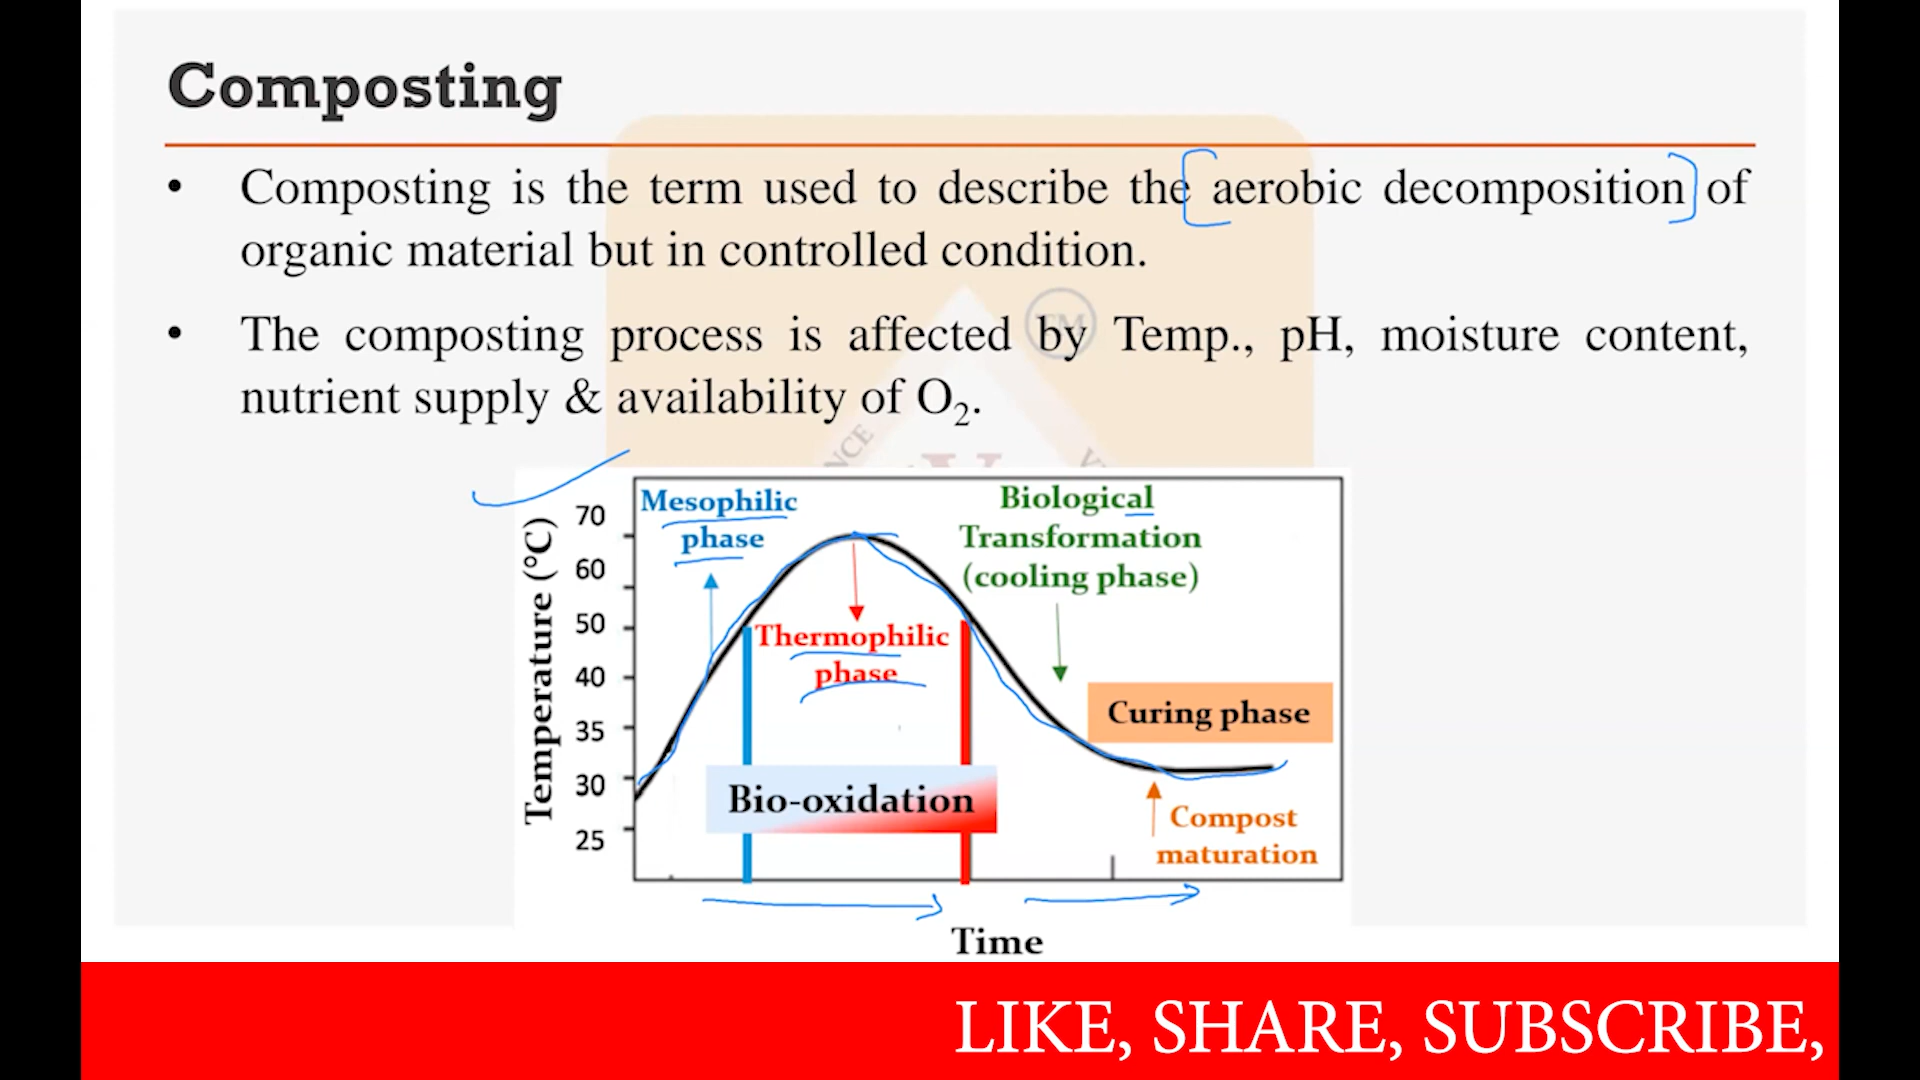 Composting
• Composting is the term used to describe the aerobic decomposition of
organic material but in controlled condition.
• The composting process is affected by Temp., pH, moisture content,
nutrient supply & availability of O₂.
Temperature (°C)
70
60
50
40
35
30
25
Mesophilic
phase
Thermophilic
phase
Biological
Transformation
(cooling phase)
Curing phase
Bio-oxidation
Compost
maturation
Time
LIKE, SHARE, SUBSCRIBE,